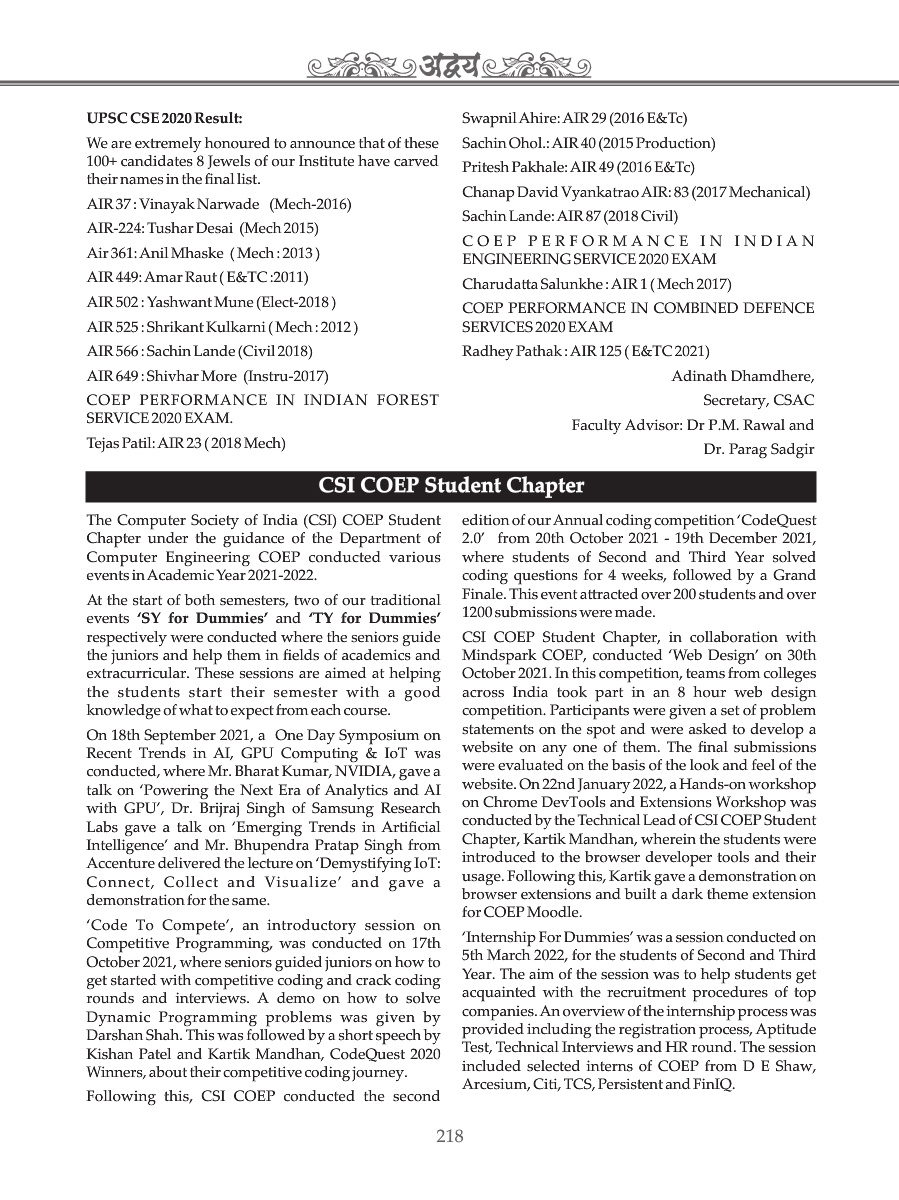 अद्वय
UPSC CSE 2020 Result:
We are extremely honoured to announce that of these
100+ candidates 8 Jewels of our Institute have carved
their names in the final list.
AIR 37 : Vinayak Narwade (Mech-2016)
AIR-224: Tushar Desai (Mech 2015)
Air 361: Anil Mhaske ( Mech : 2013 )
AIR 449: Amar Raut ( E&TC :2011)
AIR 502 : Yashwant Mune (Elect-2018 )
AIR 525 : Shrikant Kulkarni ( Mech : 2012 )
AIR 566 : Sachin Lande (Civil 2018)
AIR 649 : Shivhar More (Instru-2017)
COEP PERFORMANCE IN INDIAN FOREST
SERVICE 2020 EXAM.
Tejas Patil: AIR 23 ( 2018 Mech)
Swapnil Ahire: AIR 29 (2016 E&Tc)
Sachin Ohol.: AIR 40 (2015 Production)
Pritesh Pakhale: AIR 49 (2016 E&Tc)
Chanap David Vyankatrao AIR: 83 (2017 Mechanical)
Sachin Lande: AIR 87 (2018 Civil)
COEP PERFORMANCE IN INDIAN
ENGINEERING SERVICE 2020 EXAM
Charudatta Salunkhe : AIR 1 ( Mech 2017)
COEP PERFORMANCE IN COMBINED DEFENCE
SERVICES 2020 EXAM
Radhey Pathak : AIR 125 ( E&TC 2021)
Adinath Dhamdhere,
Secretary, CSAC
Faculty Advisor: Dr P.M. Rawal and
Dr. Parag Sadgir
CSI COEP Student Chapter
The Computer Society of India (CSI) COEP Student
Chapter under the guidance of the Department of
Computer Engineering COEP conducted various
events in Academic Year 2021-2022.
At the start of both semesters, two of our traditional
events ‘SY for Dummies’ and ‘TY for Dummies’
respectively were conducted where the seniors guide
the juniors and help them in fields of academics and
extracurricular. These sessions are aimed at helping
the students start their semester with a good
knowledge of what to expect from each course.
On 18th September 2021, a One Day Symposium on
Recent Trends in AI, GPU Computing & IoT was
conducted, where Mr. Bharat Kumar, NVIDIA, gave a
talk on ‘Powering the Next Era of Analytics and AI
with GPU’, Dr. Brijraj Singh of Samsung Research
Labs gave a talk on ‘Emerging Trends in Artificial
Intelligence’ and Mr. Bhupendra Pratap Singh from
Accenture delivered the lecture on ‘Demystifying IoT:
Connect, Collect and Visualize’ and gave a
demonstration for the same.
‘Code To Compete’, an introductory session on
Competitive Programming, was conducted on 17th
October 2021, where seniors guided juniors on how to
get started with competitive coding and crack coding
rounds and interviews. A demo on how to solve
Dynamic Programming problems was given by
Darshan Shah. This was followed by a short speech by
Kishan Patel and Kartik Mandhan, CodeQuest 2020
Winners, about their competitive coding journey.
Following this, CSI COEP conducted the second
edition of our Annual coding competition ‘CodeQuest
2.0’ from 20th October 2021 - 19th December 2021,
where students of Second and Third Year solved
coding questions for 4 weeks, followed by a Grand
Finale. This event attracted over 200 students and over
1200 submissions were made.
CSI COEP Student Chapter, in collaboration with
Mindspark COEP, conducted ‘Web Design’ on 30th
October 2021. In this competition, teams from colleges
across India took part in an 8 hour web design
competition. Participants were given a set of problem
statements on the spot and were asked to develop a
website on any one of them. The final submissions
were evaluated on the basis of the look and feel of the
website. On 22nd January 2022, a Hands-on workshop
on Chrome DevTools and Extensions Workshop was
conducted by the Technical Lead of CSI COEP Student
Chapter, Kartik Mandhan, wherein the students were
introduced to the browser developer tools and their
usage. Following this, Kartik gave a demonstration on
browser extensions and built a dark theme extension
for COEP Moodle.
‘Internship For Dummies’ was a session conducted on
5th March 2022, for the students of Second and Third
Year. The aim of the session was to help students get
acquainted with the recruitment procedures of top
companies. An overview of the internship process was
provided including the registration process, Aptitude
Test, Technical Interviews and HR round. The session
included selected interns of COEP from D E Shaw,
Arcesium, Citi, TCS, Persistent and FinIQ.
218